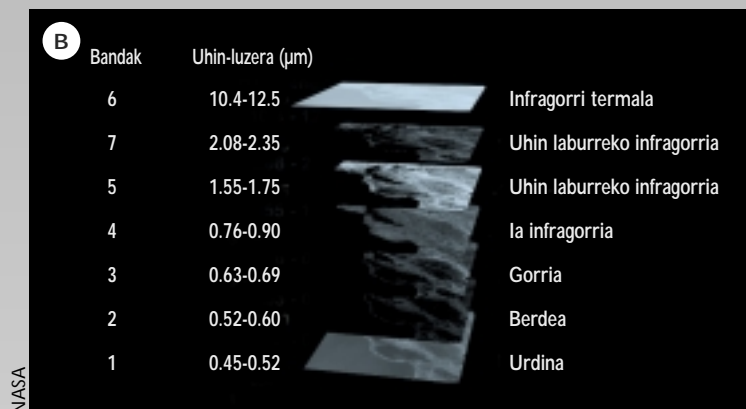 B
Bandak Uhin-luzera (µm)
6 10.4-12.5 Infragorri termala
7 2.08-2.35 Uhin laburreko infragorria
5 1.55-1.75 Uhin laburreko infragorria
4 0.76-0.90 Ia infragorria
3 0.63-0.69 Gorria
2 0.52-0.60 Berdea
1 0.45-0.52 Urdina
NASA